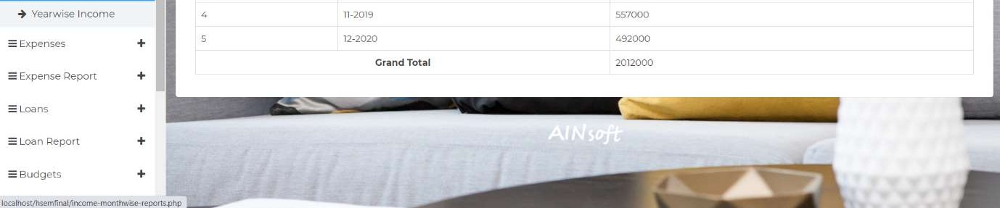 Yearwise Income
Expenses
Expense Report
Loans
Loan Report
Budgets
localhost/hsemfinal/income-monthwise-reports.php
4 11-2019 557000
5 12-2020 492000
Grand Total 2012000
AINsoft